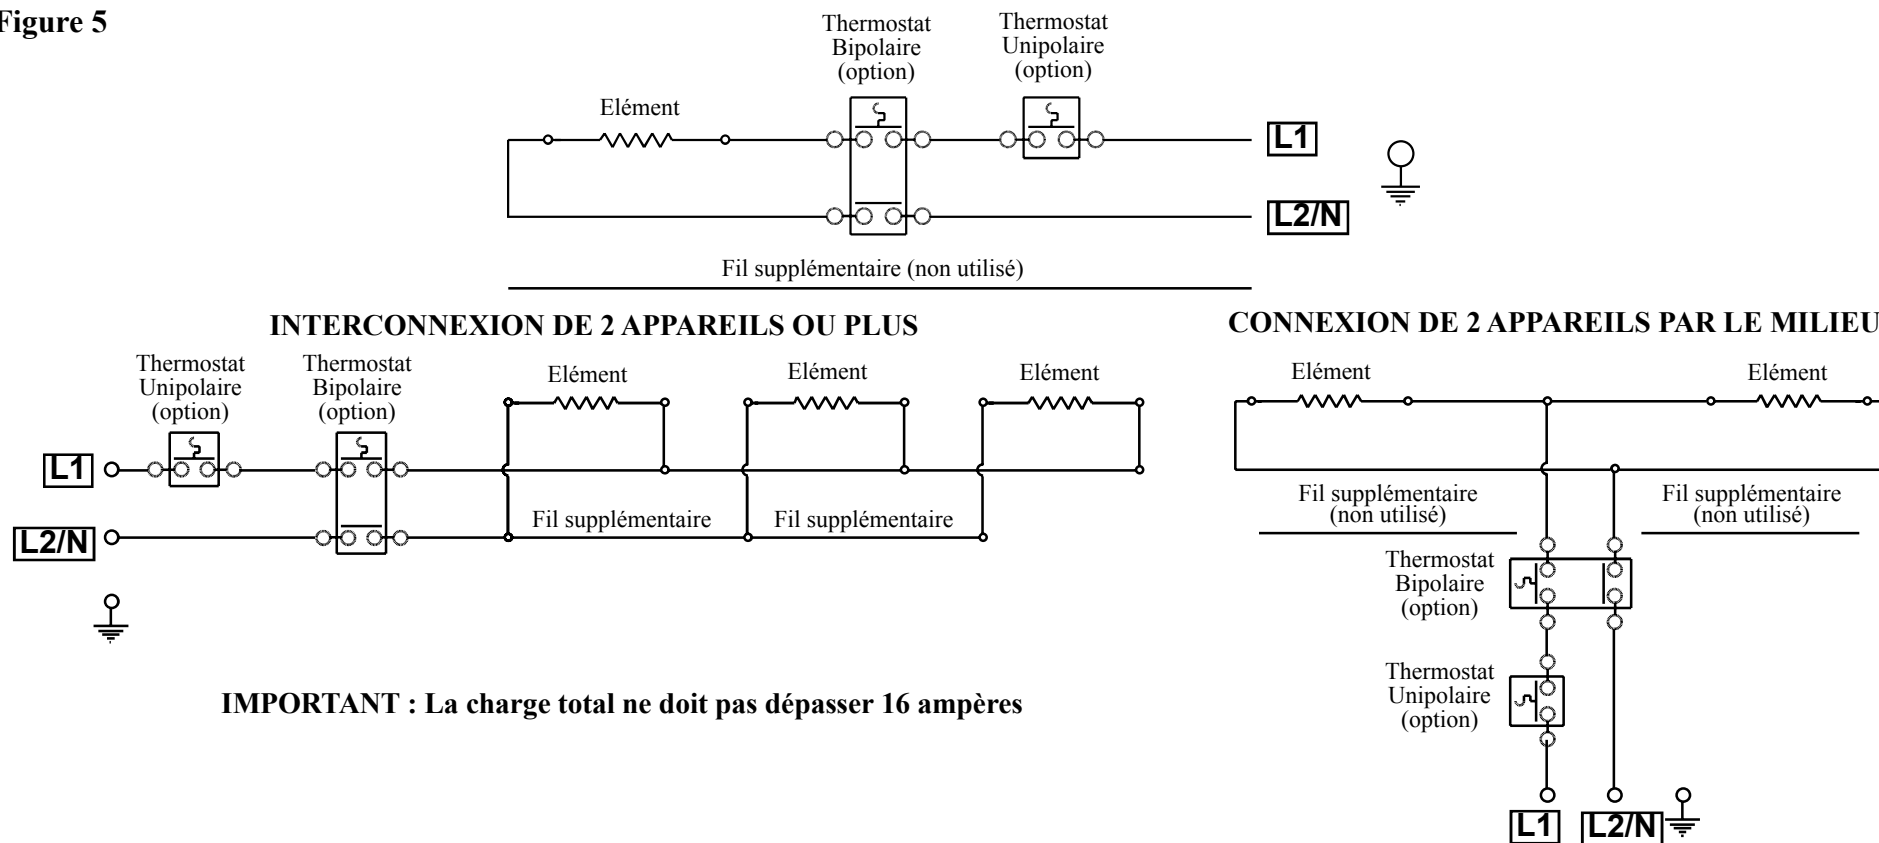 Figure 5
Thermostat
Bipolaire
(option)
Thermostat
Unipolaire
(option)
Elément
L1
L2/N
Fil supplémentaire (non utilisé)
INTERCONNEXION DE 2 APPAREILS OU PLUS
Thermostat
Unipolaire
(option)
Thermostat
Bipolaire
(option)
Elément
Elément
Elément
L1
Fil supplémentaire
Fil supplémentaire
L2/N
IMPORTANT : La charge total ne doit pas dépasser 16 ampères
CONNEXION DE 2 APPAREILS PAR LE MILIEU
Elément
Elément
Fil supplémentaire
(non utilisé)
Fil supplémentaire
(non utilisé)
Thermostat
Bipolaire
(option)
Thermostat
Unipolaire
(option)
L1
L2/N